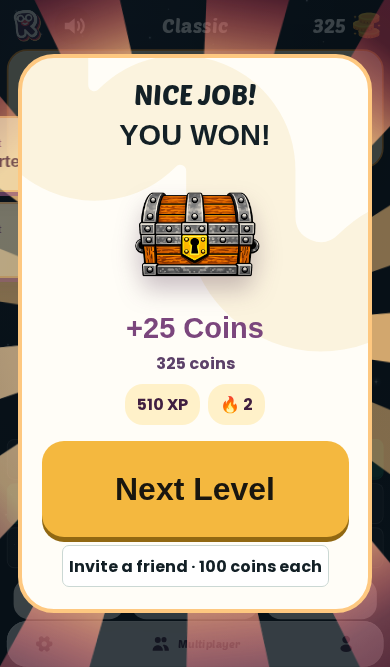 Classic
325
NICE JOB!
YOU WON!
+25 Coins
325 coins
510 XP
🔥 2
Next Level
Invite a friend · 100 coins each
Multiplayer